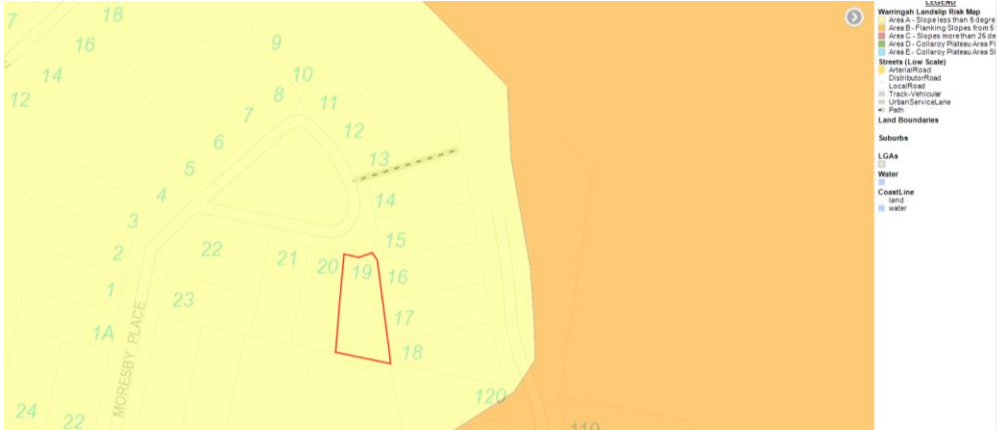 7
18
16
14
12
9
10
8
11
7
12
6
13
5
4
14
3
15
2
22
21
20
19
16
1
23
17
1A
18
MORESBY PLACE
120
24
22
119
LEGEND
Warringah Landslip Risk Map
Area A - Slope less than 5 degre
Area B - Flanking Slopes from 5
Area C - Slopes more than 25 de
Area D - Collaroy Plateau Area Fl
Area E - Collaroy Plateau Area Sl
Streets (Low Scale)
ArterialRoad
DistributorRoad
LocalRoad
Track-Vehicular
UrbanServiceLane
Path
Land Boundaries
Suburbs
LGAs
Water
CoastLine
land
water